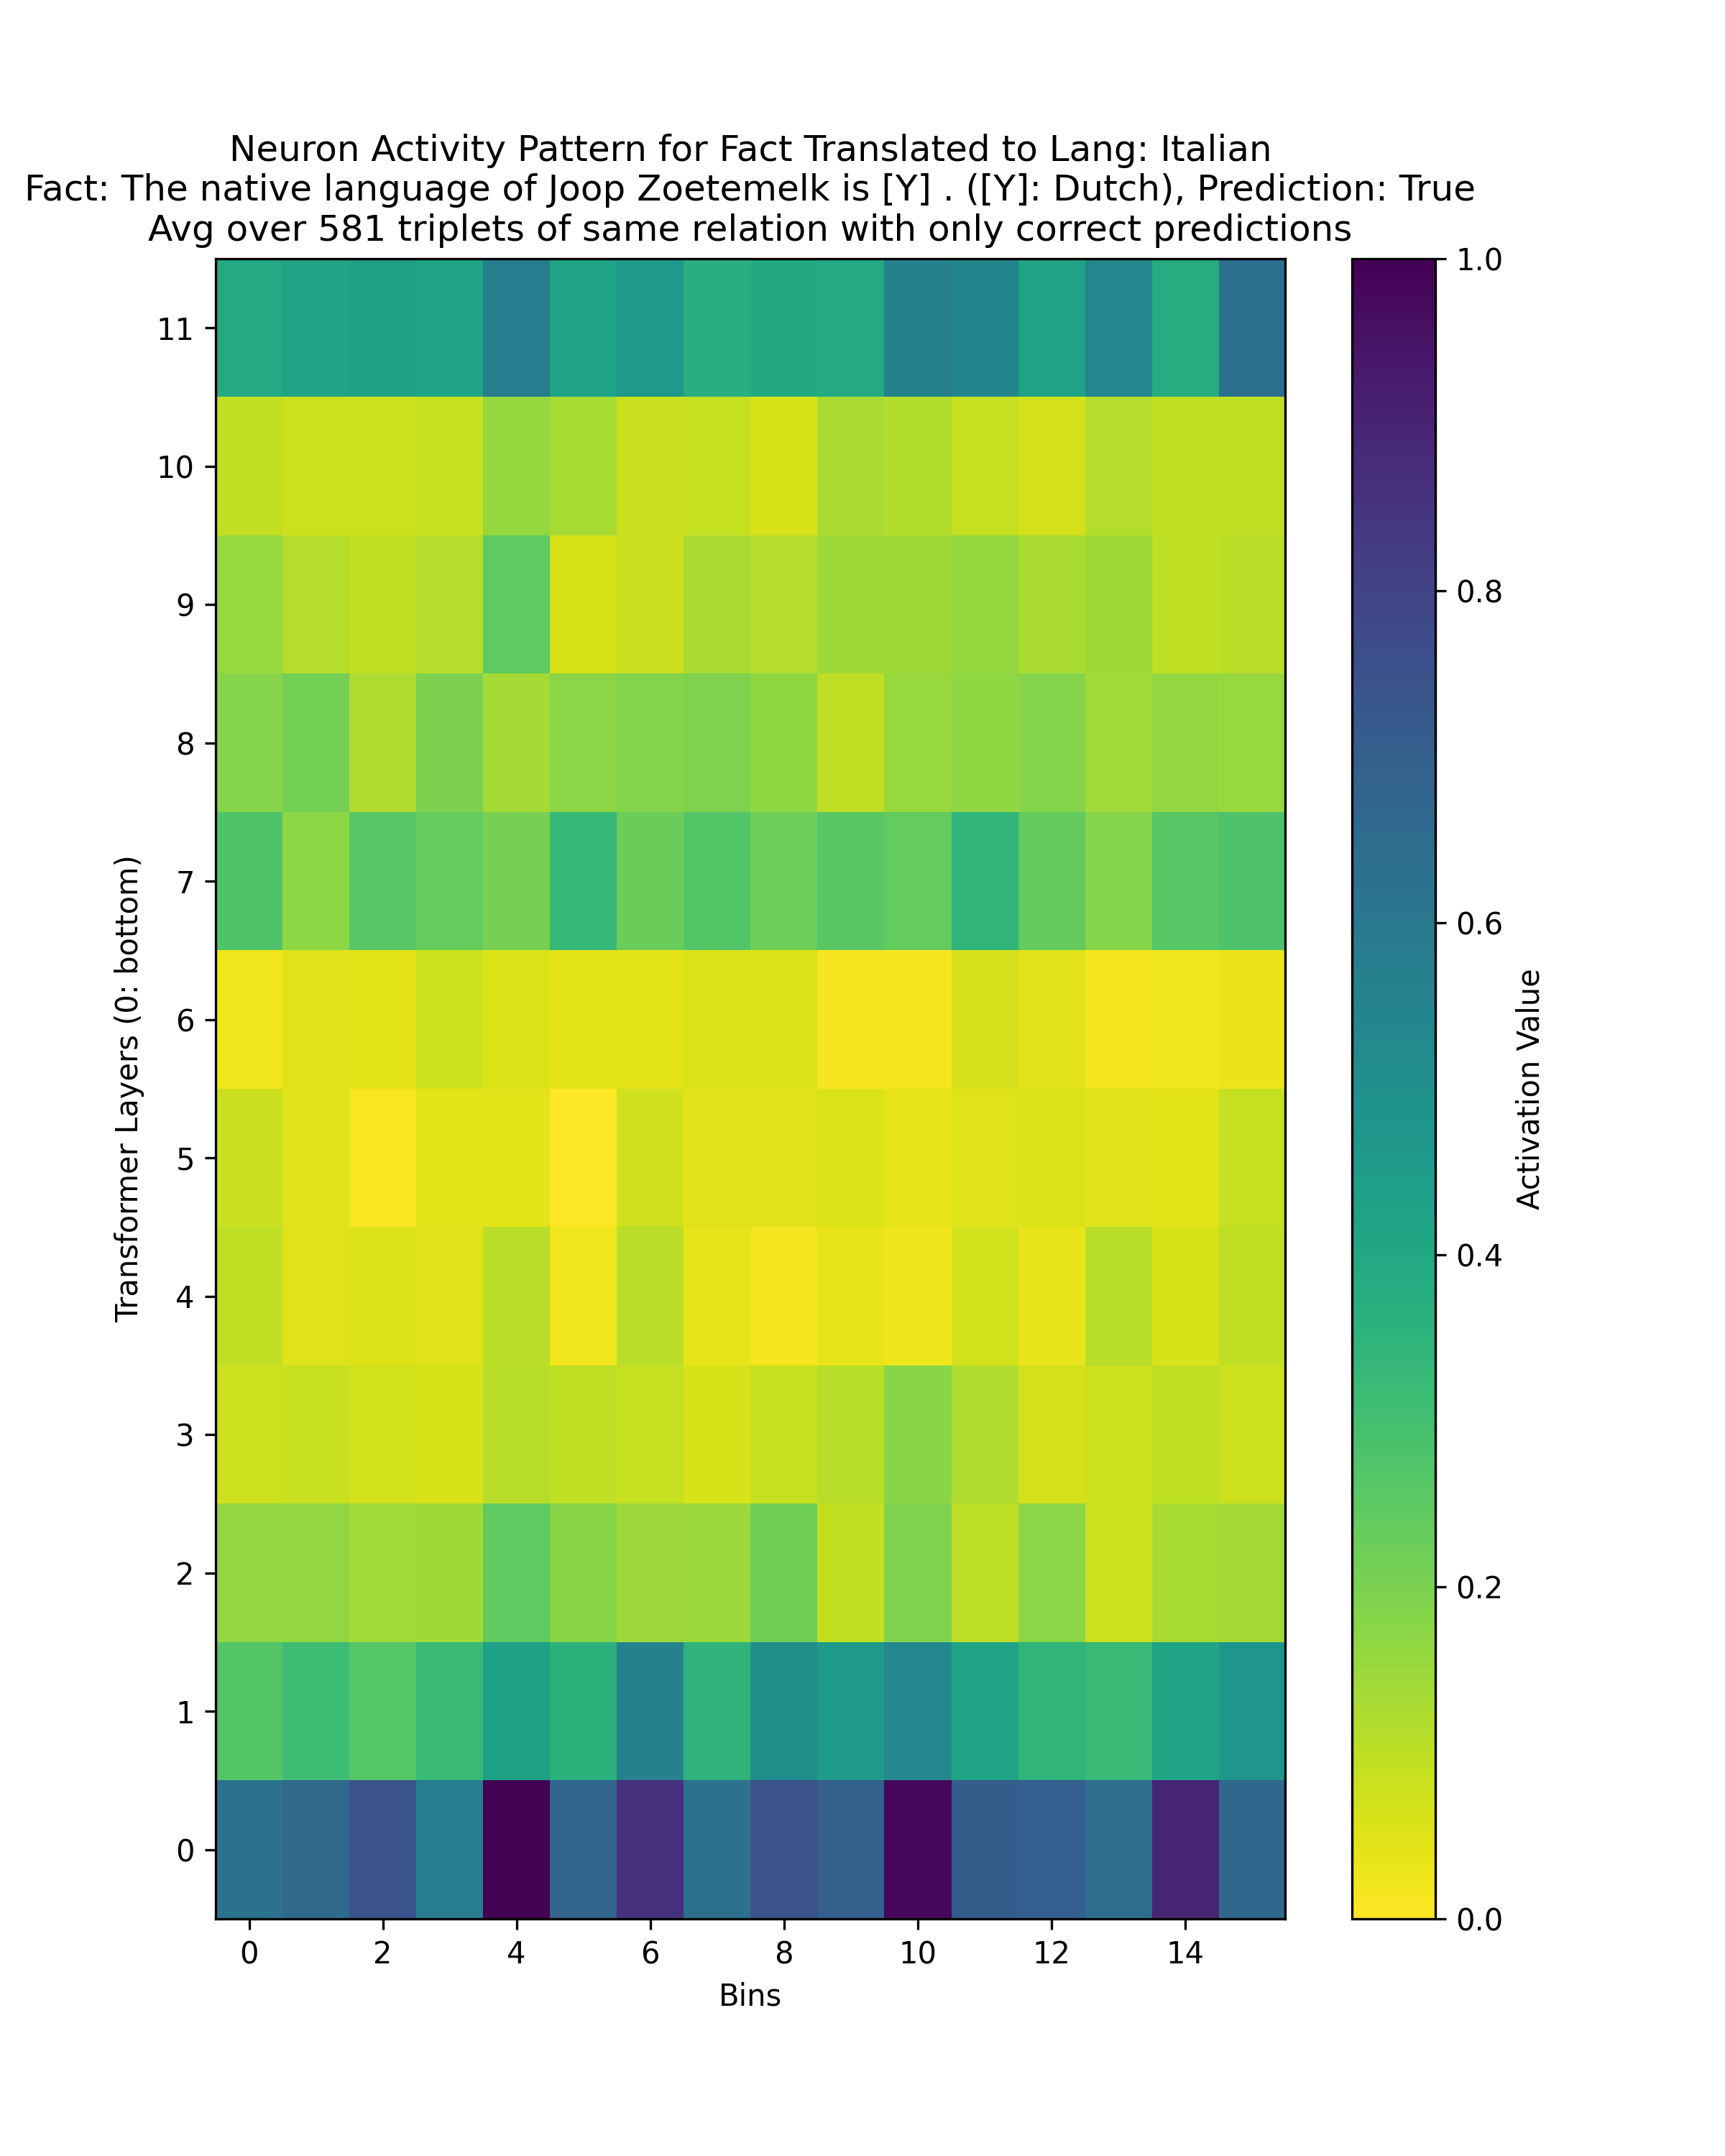 Neuron Activity Pattern for Fact Translated to Lang: Italian
Fact: The native language of Joop Zoetemelk is [Y] . ([Y]: Dutch), Prediction: True
Avg over 581 triplets of same relation with only correct predictions
11
10
9
8
7
6
5
4
3
2
1
0
Transformer Layers (0: bottom)
0 2 4 6 8 10 12 14
Bins
1.0
0.8
0.6
0.4
0.2
0.0
Activation Value